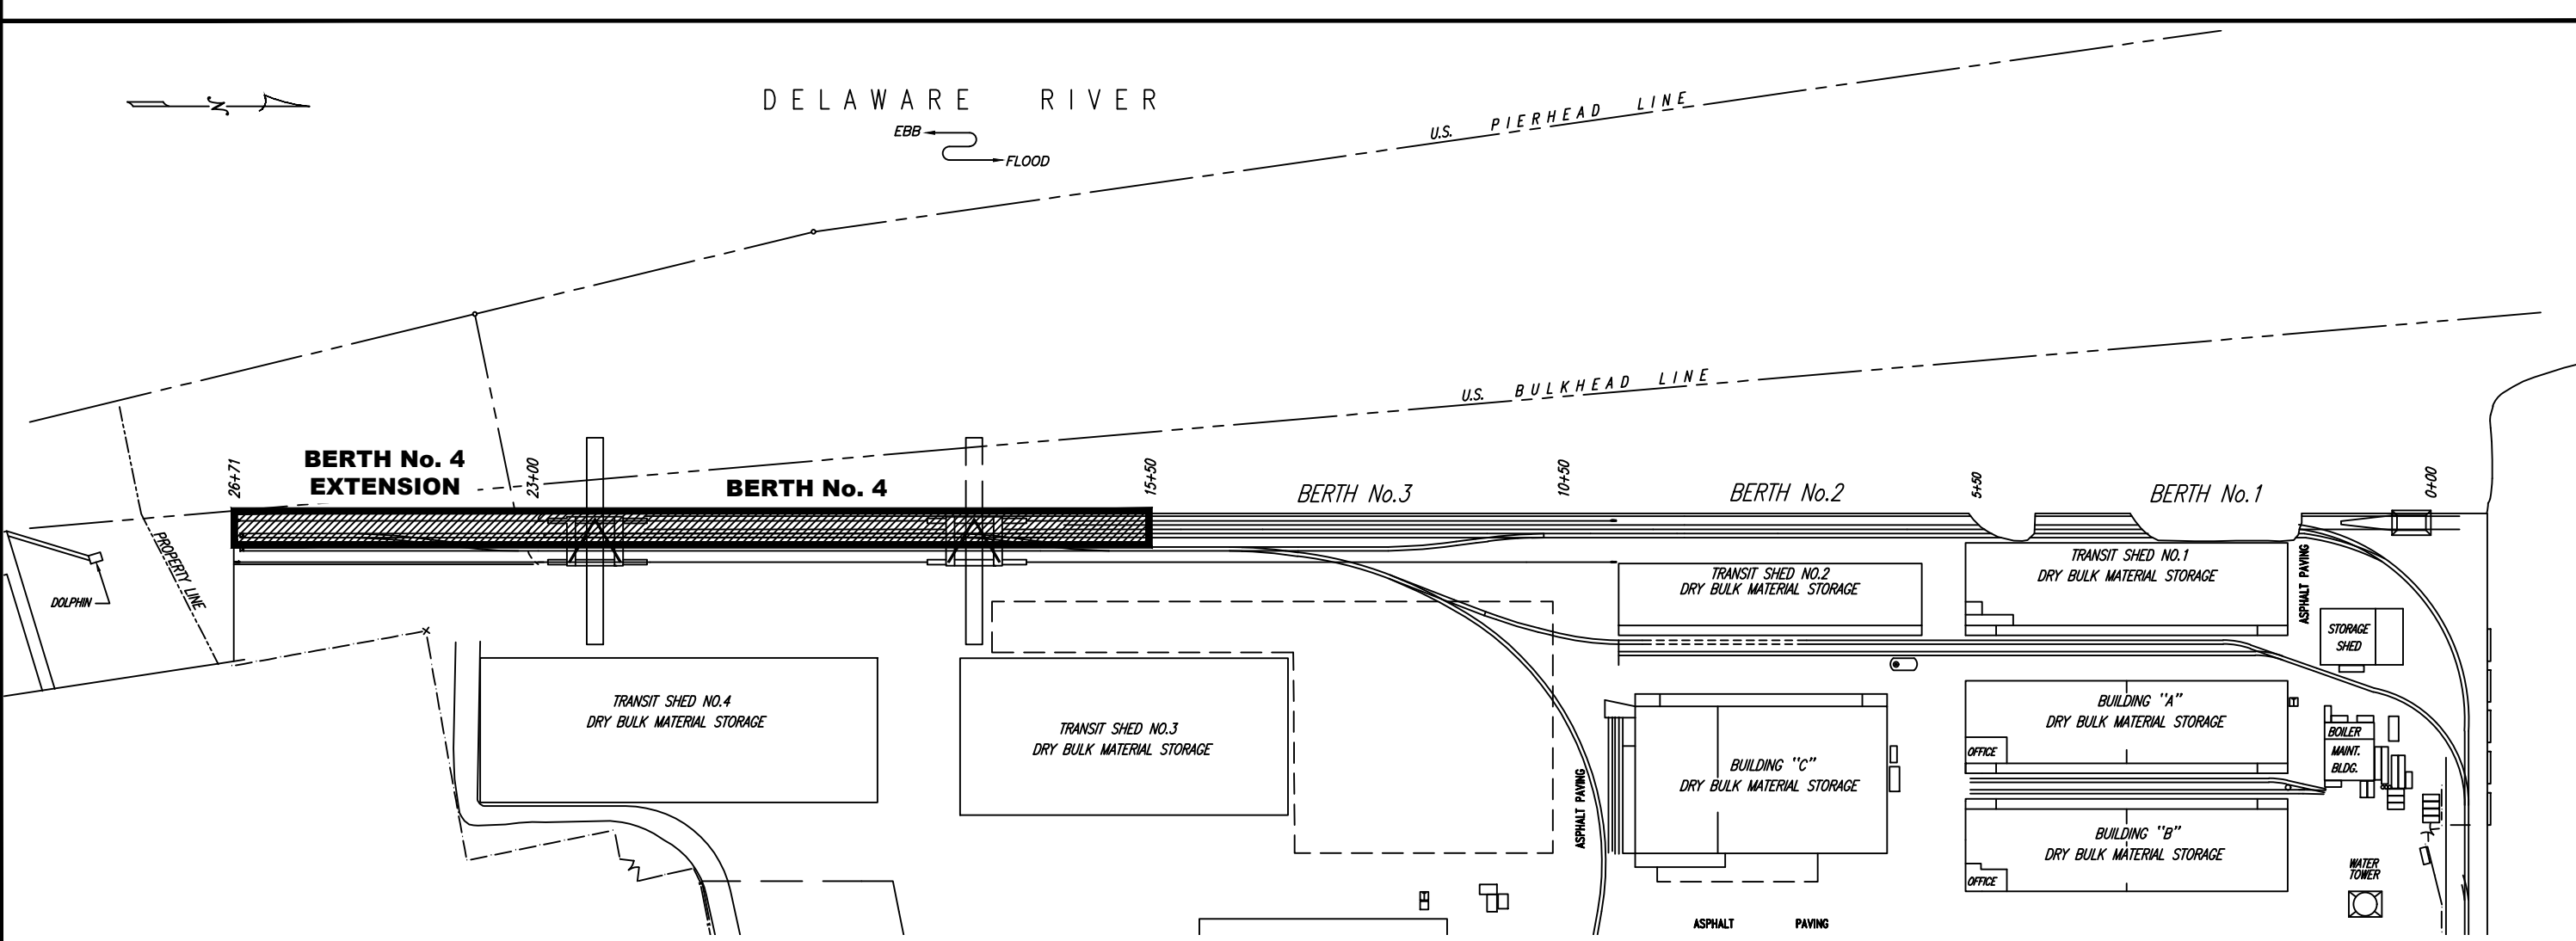 DELAWARE RIVER
N
EBB
FLOOD
U.S. PIERHEAD LINE
U.S. BULKHEAD LINE
26+71
BERTH No. 4
EXTENSION
23+00
BERTH No. 4
15+50
BERTH No.3
10+50
BERTH No.2
5+50
BERTH No.1
0+00
DOLPHIN
PROPERTY LINE
TRANSIT SHED NO.2
DRY BULK MATERIAL STORAGE
TRANSIT SHED NO.1
DRY BULK MATERIAL STORAGE
ASPHALT PAVING
STORAGE
SHED
TRANSIT SHED NO.4
DRY BULK MATERIAL STORAGE
TRANSIT SHED NO.3
DRY BULK MATERIAL STORAGE
ASPHALT PAVING
BUILDING "C"
DRY BULK MATERIAL STORAGE
BUILDING "A"
DRY BULK MATERIAL STORAGE
OFFICE
BOILER
MAINT.
BLDG.
BUILDING "B"
DRY BULK MATERIAL STORAGE
OFFICE
WATER
TOWER
ASPHALT PAVING